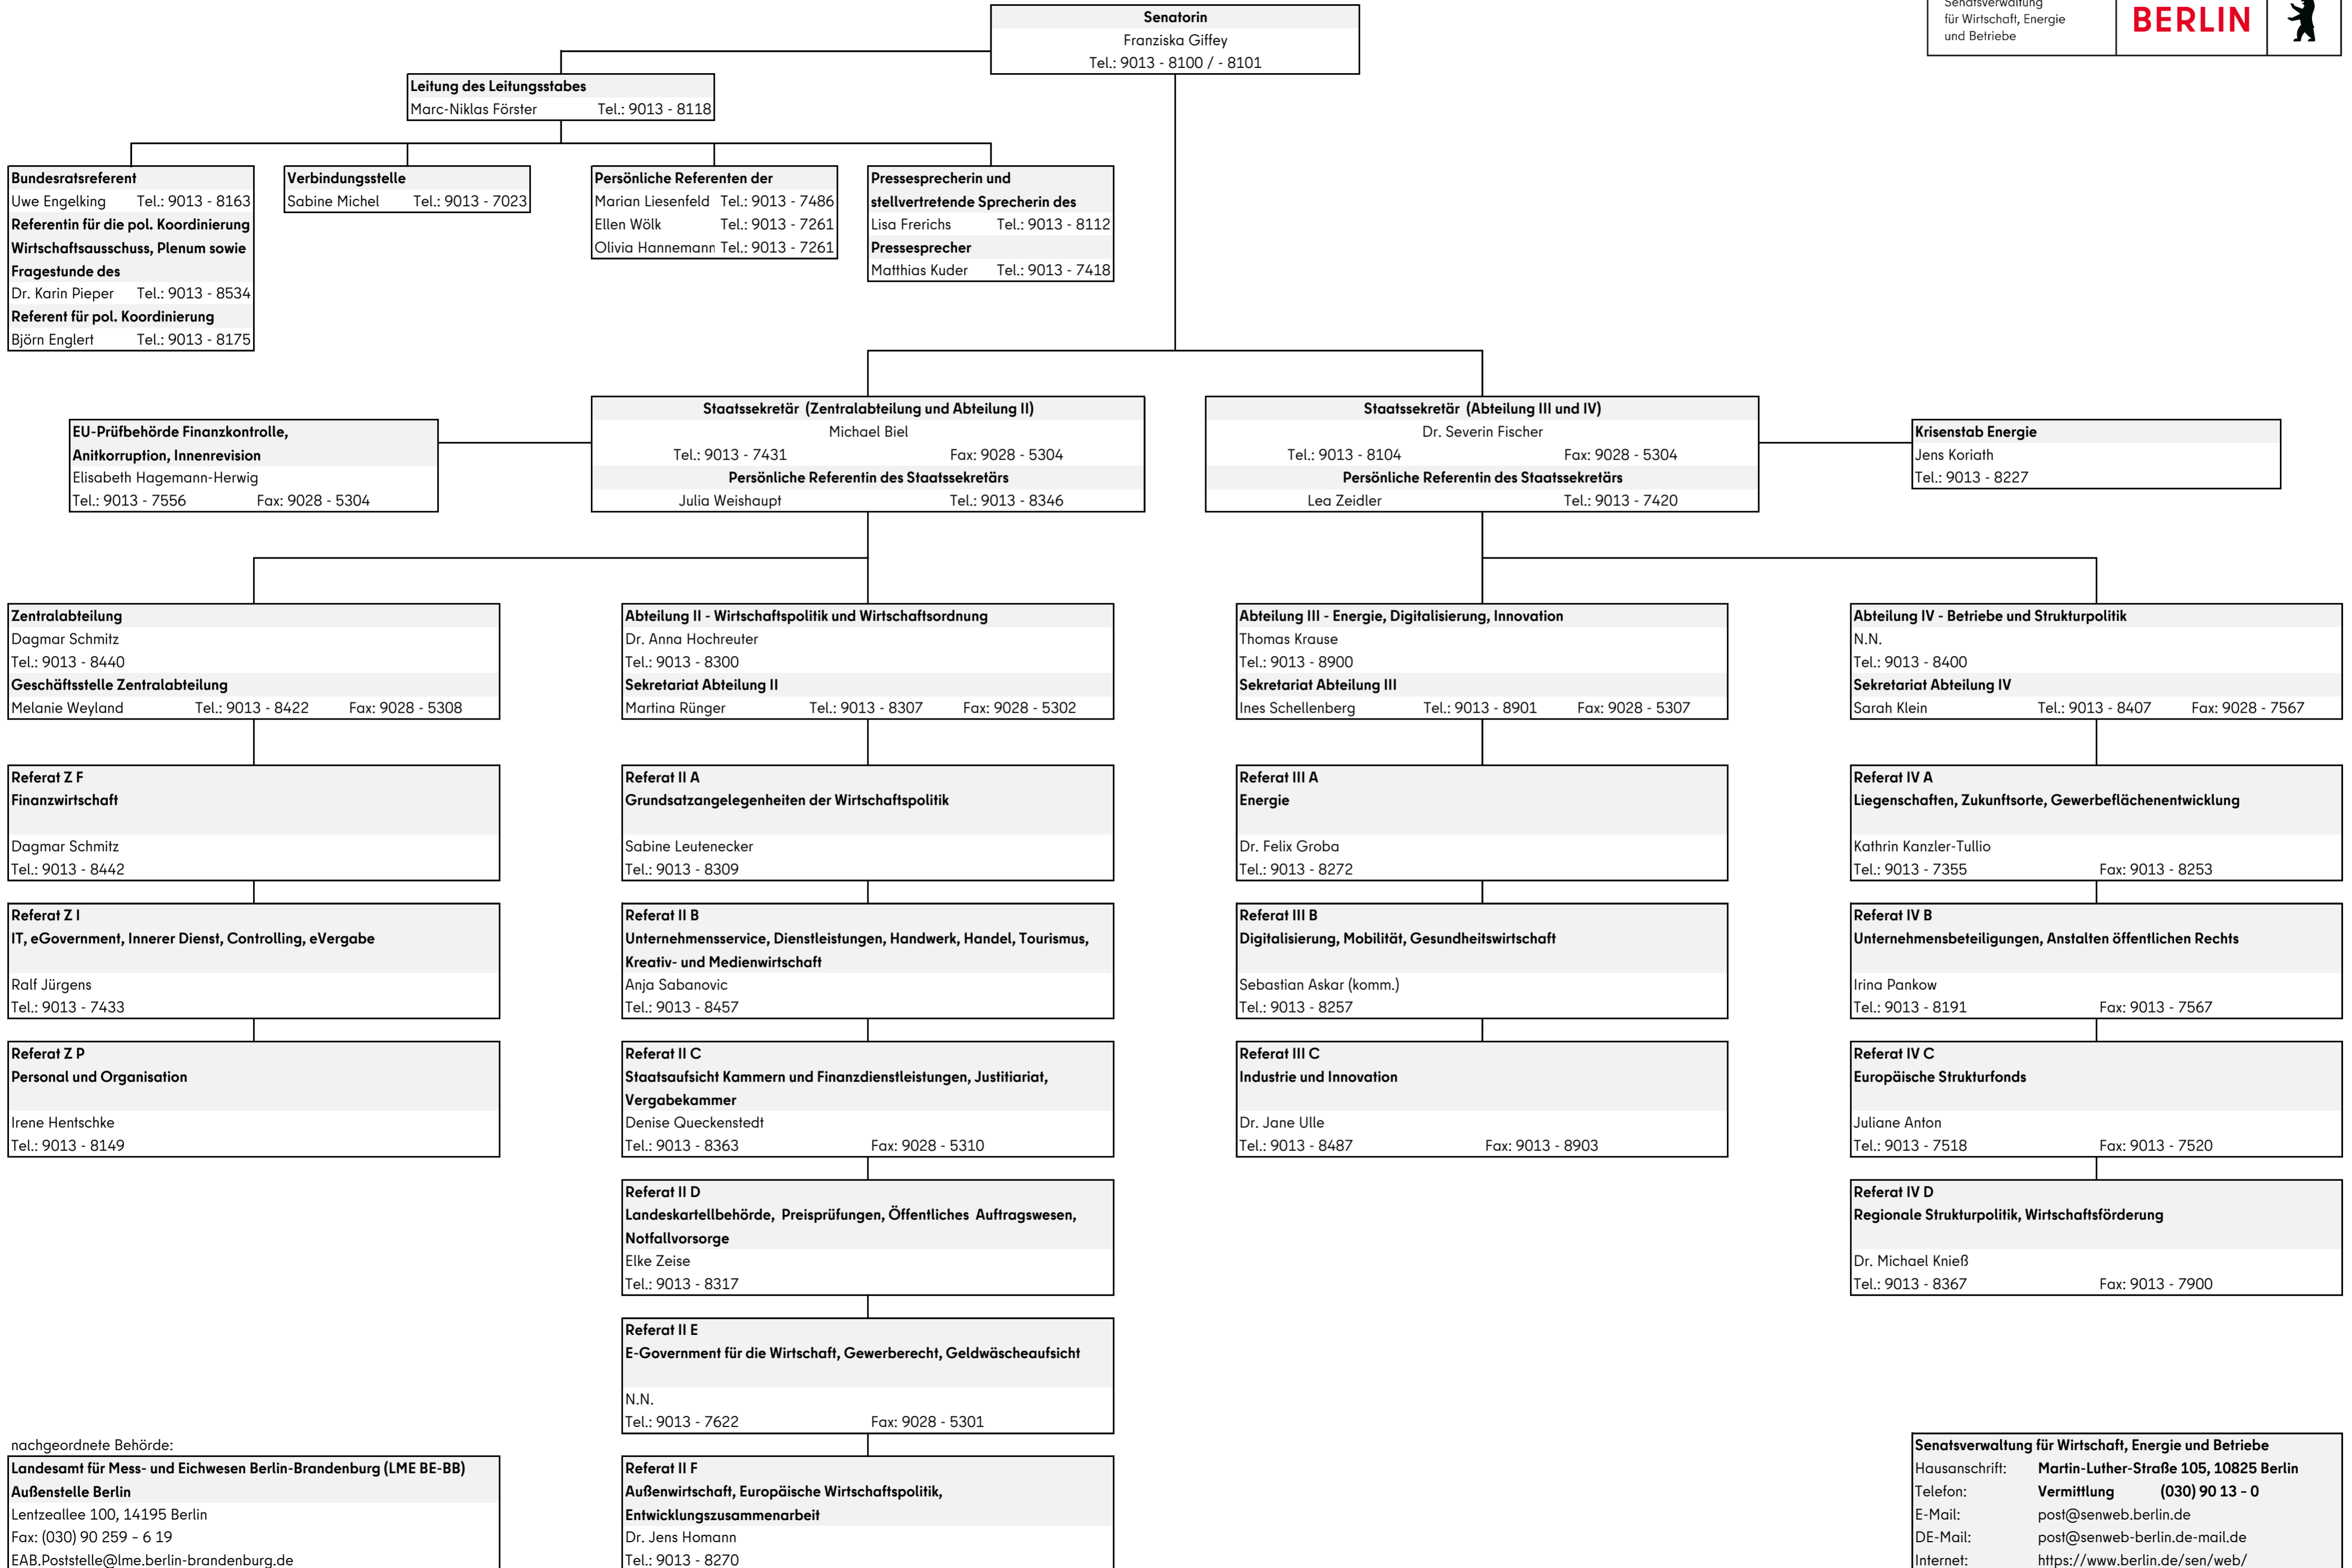 Senatorin
Franziska Giffey
Tel.: 9013 - 8100 / - 8101
Senatsverwaltung
für Wirtschaft, Energie
und Betriebe
BERLIN
Leitung des Leitungsstabes
Marc-Niklas Förster Tel.: 9013 - 8118
Bundesratsreferent
Uwe Engelking Tel.: 9013 - 8163
Referentin für die pol. Koordinierung
Wirtschaftsausschuss, Plenum sowie
Fragestunde des
Dr. Karin Pieper Tel.: 9013 - 8534
Referent für pol. Koordinierung
Björn Englert Tel.: 9013 - 8175
Verbindungsstelle
Sabine Michel Tel.: 9013 - 7023
Persönliche Referenten der
Marian Liesenfeld Tel.: 9013 - 7486
Ellen Wölk Tel.: 9013 - 7261
Olivia Hannemann Tel.: 9013 - 7261
Pressesprecherin und
stellvertretende Sprecherin des
Lisa Frerichs Tel.: 9013 - 8112
Pressesprecher
Matthias Kuder Tel.: 9013 - 7418
EU-Prüfbehörde Finanzkontrolle,
Anitkorruption, Innenrevision
Elisabeth Hagemann-Herwig
Tel.: 9013 - 7556 Fax: 9028 - 5304
Staatssekretär (Zentralabteilung und Abteilung II)
Michael Biel
Tel.: 9013 - 7431 Fax: 9028 - 5304
Persönliche Referentin des Staatssekretärs
Julia Weishaupt Tel.: 9013 - 8346
Staatssekretär (Abteilung III und IV)
Dr. Severin Fischer
Tel.: 9013 - 8104 Fax: 9028 - 5304
Persönliche Referentin des Staatssekretärs
Lea Zeidler Tel.: 9013 - 7420
Krisenstab Energie
Jens Koriath
Tel.: 9013 - 8227
Zentralabteilung
Dagmar Schmitz
Tel.: 9013 - 8440
Geschäftsstelle Zentralabteilung
Melanie Weyland Tel.: 9013 - 8422 Fax: 9028 - 5308
Referat Z F
Finanzwirtschaft
Dagmar Schmitz
Tel.: 9013 - 8442
Referat Z I
IT, eGovernment, Innerer Dienst, Controlling, eVergabe
Ralf Jürgens
Tel.: 9013 - 7433
Referat Z P
Personal und Organisation
Irene Hentschke
Tel.: 9013 - 8149
Abteilung II - Wirtschaftspolitik und Wirtschaftsordnung
Dr. Anna Hochreuter
Tel.: 9013 - 8300
Sekretariat Abteilung II
Martina Rünger Tel.: 9013 - 8307 Fax: 9028 - 5302
Referat II A
Grundsatzangelegenheiten der Wirtschaftspolitik
Sabine Leutenecker
Tel.: 9013 - 8309
Referat II B
Unternehmensservice, Dienstleistungen, Handwerk, Handel, Tourismus,
Kreativ- und Medienwirtschaft
Anja Sabanovic
Tel.: 9013 - 8457
Referat II C
Staatsaufsicht Kammern und Finanzdienstleistungen, Justitiariat,
Vergabekammer
Denise Queckenstedt
Tel.: 9013 - 8363 Fax: 9028 - 5310
Referat II D
Landeskartellbehörde, Preisprüfungen, Öffentliches Auftragswesen,
Notfallvorsorge
Elke Zeise
Tel.: 9013 - 8317
Referat II E
E-Government für die Wirtschaft, Gewerberecht, Geldwäscheaufsicht
N.N.
Tel.: 9013 - 7622 Fax: 9028 - 5301
Referat II F
Außenwirtschaft, Europäische Wirtschaftspolitik,
Entwicklungszusammenarbeit
Dr. Jens Homann
Tel.: 9013 - 8270
Abteilung III - Energie, Digitalisierung, Innovation
Thomas Krause
Tel.: 9013 - 8900
Sekretariat Abteilung III
Ines Schellenberg Tel.: 9013 - 8901 Fax: 9028 - 5307
Referat III A
Energie
Dr. Felix Groba
Tel.: 9013 - 8272
Referat III B
Digitalisierung, Mobilität, Gesundheitswirtschaft
Sebastian Askar (komm.)
Tel.: 9013 - 8257
Referat III C
Industrie und Innovation
Dr. Jane Ulle
Tel.: 9013 - 8487 Fax: 9013 - 8903
Abteilung IV - Betriebe und Strukturpolitik
N.N.
Tel.: 9013 - 8400
Sekretariat Abteilung IV
Sarah Klein Tel.: 9013 - 8407 Fax: 9028 - 7567
Referat IV A
Liegenschaften, Zukunftsorte, Gewerbeflächenentwicklung
Kathrin Kanzler-Tullio
Tel.: 9013 - 7355 Fax: 9013 - 8253
Referat IV B
Unternehmensbeteiligungen, Anstalten öffentlichen Rechts
Irina Pankow
Tel.: 9013 - 8191 Fax: 9013 - 7567
Referat IV C
Europäische Strukturfonds
Juliane Anton
Tel.: 9013 - 7518 Fax: 9013 - 7520
Referat IV D
Regionale Strukturpolitik, Wirtschaftsförderung
Dr. Michael Knieß
Tel.: 9013 - 8367 Fax: 9013 - 7900
nachgeordnete Behörde:
Landesamt für Mess- und Eichwesen Berlin-Brandenburg (LME BE-BB)
Außenstelle Berlin
Lentzeallee 100, 14195 Berlin
Fax: (030) 90 259 – 6 19
EAB.Poststelle@lme.berlin-brandenburg.de
Senatsverwaltung für Wirtschaft, Energie und Betriebe
Hausanschrift: Martin-Luther-Straße 105, 10825 Berlin
Telefon: Vermittlung (030) 90 13 – 0
E-Mail: post@senweb.berlin.de
DE-Mail: post@senweb-berlin.de-mail.de
Internet: https://www.berlin.de/sen/web/